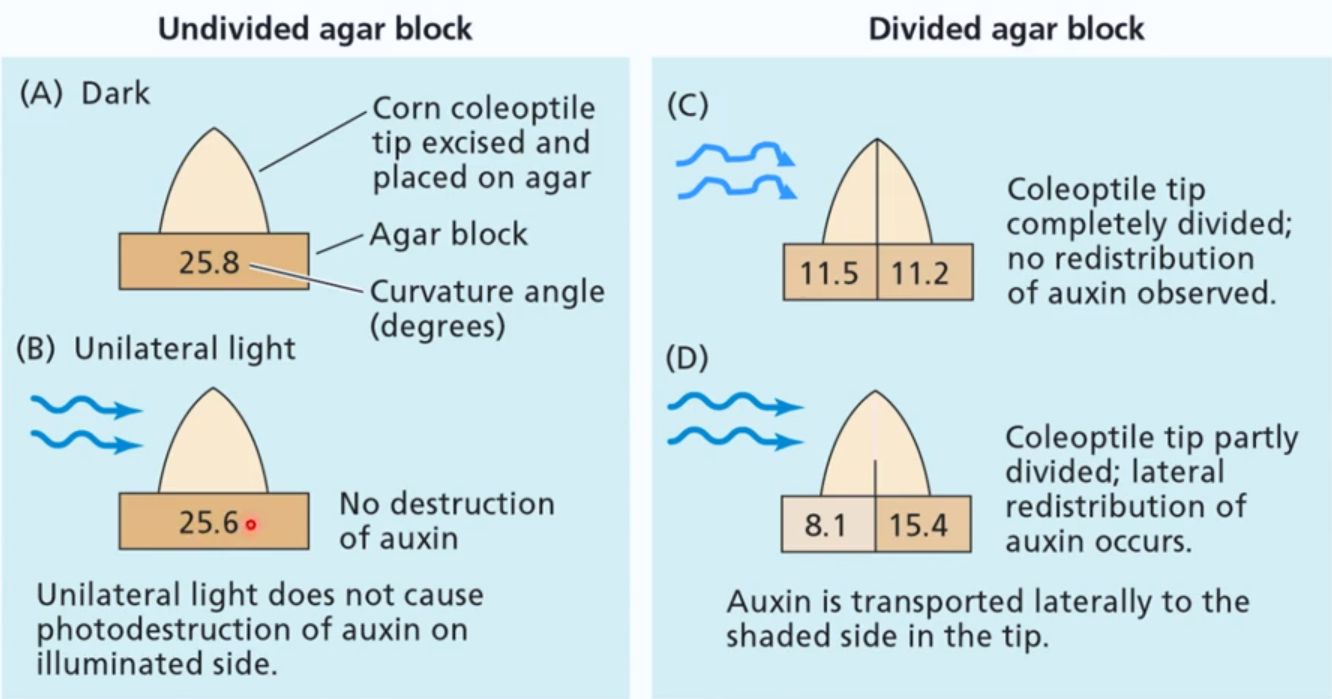 Undivided agar block
(A) Dark
Corn coleoptile
tip excised and
placed on agar
Agar block
25.8
Curvature angle
(degrees)
(B) Unilateral light
25.6
No destruction
of auxin
Unilateral light does not cause
photodestruction of auxin on
illuminated side.
Divided agar block
(C)
11.5 11.2
Coleoptile tip
completely divided;
no redistribution
of auxin observed.
(D)
8.1 15.4
Coleoptile tip partly
divided; lateral
redistribution of
auxin occurs.
Auxin is transported laterally to the
shaded side in the tip.